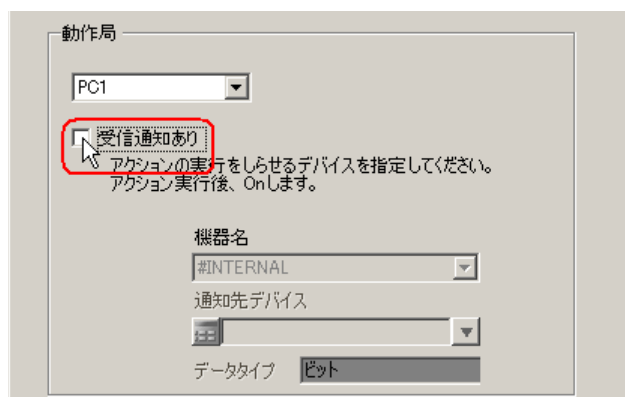 動作局
PC1
受信通知あり
アクションの実行をしらせるデバイスを指定してください。
アクション実行後、Onします。
機器名
#INTERNAL
通知先デバイス
データタイプ ビット